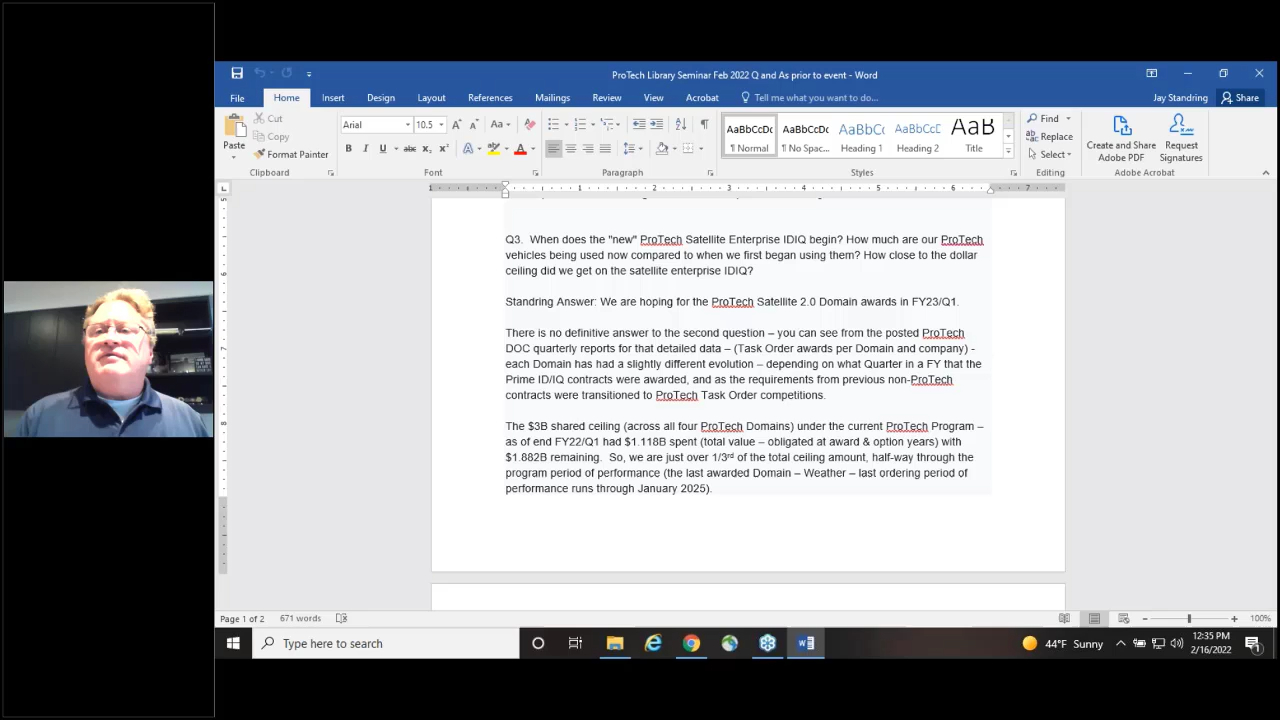 ProTech Library Seminar Feb 2022 Q and As prior to event - Word
File Home Insert Design Layout References Mailings Review View Acrobat Tell me what you want to do... Jay Standring Share
Paste
Cut
Copy
Format Painter
Clipboard
Arial 10.5
Font
Paragraph
AaBbCcDc AaBbCcDc AaBbCc AaBbCcD AaB
¶ Normal ¶ No Spac... Heading 1 Heading 2 Title
Styles
Find
Replace
Select
Editing
Create and Share
Adobe PDF
Request
Signatures
Adobe Acrobat
Q3. When does the "new" ProTech Satellite Enterprise IDIQ begin? How much are our ProTech
vehicles being used now compared to when we first began using them? How close to the dollar
ceiling did we get on the satellite enterprise IDIQ?
Standring Answer: We are hoping for the ProTech Satellite 2.0 Domain awards in FY23/Q1.
There is no definitive answer to the second question – you can see from the posted ProTech
DOC quarterly reports for that detailed data – (Task Order awards per Domain and company) -
each Domain has had a slightly different evolution – depending on what Quarter in a FY that the
Prime ID/IQ contracts were awarded, and as the requirements from previous non-ProTech
contracts were transitioned to ProTech Task Order competitions.
The $3B shared ceiling (across all four ProTech Domains) under the current ProTech Program –
as of end FY22/Q1 had $1.118B spent (total value – obligated at award & option years) with
$1.882B remaining. So, we are just over 1/3rd of the total ceiling amount, half-way through the
program period of performance (the last awarded Domain – Weather – last ordering period of
performance runs through January 2025).
Page 1 of 2 671 words 100%
Type here to search
44°F Sunny
12:35 PM
2/16/2022